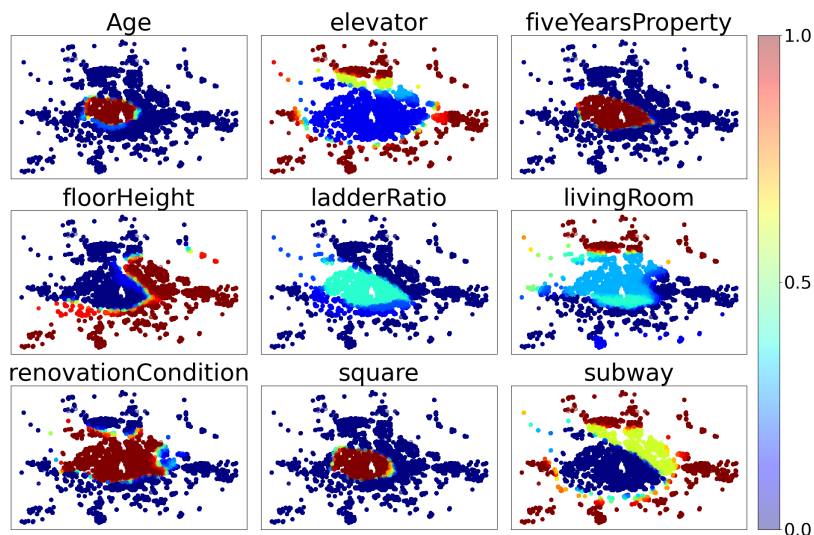 Age elevator fiveYearsProperty
1.0
floorHeight ladderRatio livingRoom
0.5
renovationCondition square subway
0.0